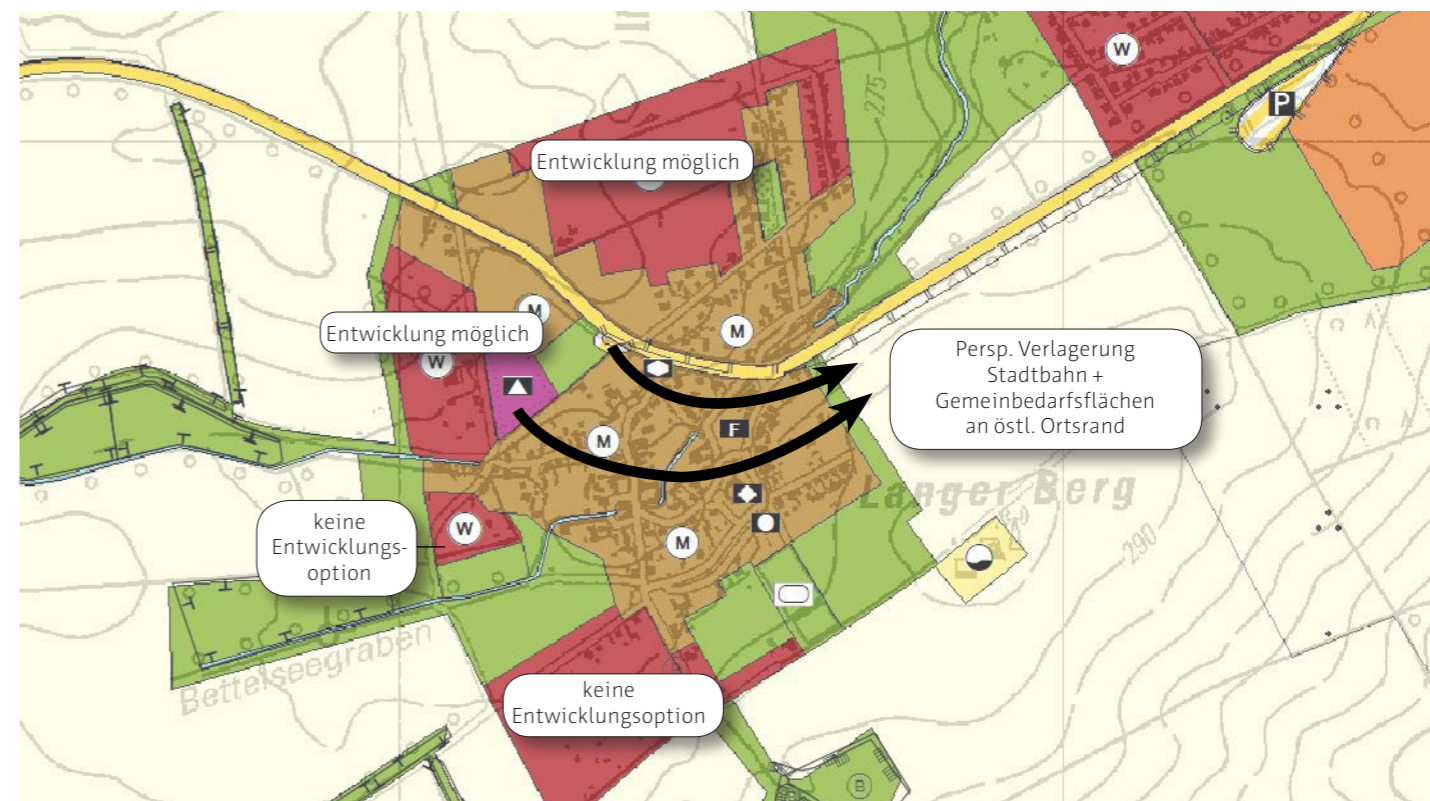 W
P
275
Entwicklung möglich
M
M
Entwicklung möglich
W
Persp. Verlagerung
Stadtbahn +
Gemeinbedarfsflächen
an östl. Ortsrand
F
M
Langer Berg
keine
Entwicklungs-
option
W
M
290
Bettelseegraben
keine
Entwicklungsoption
B